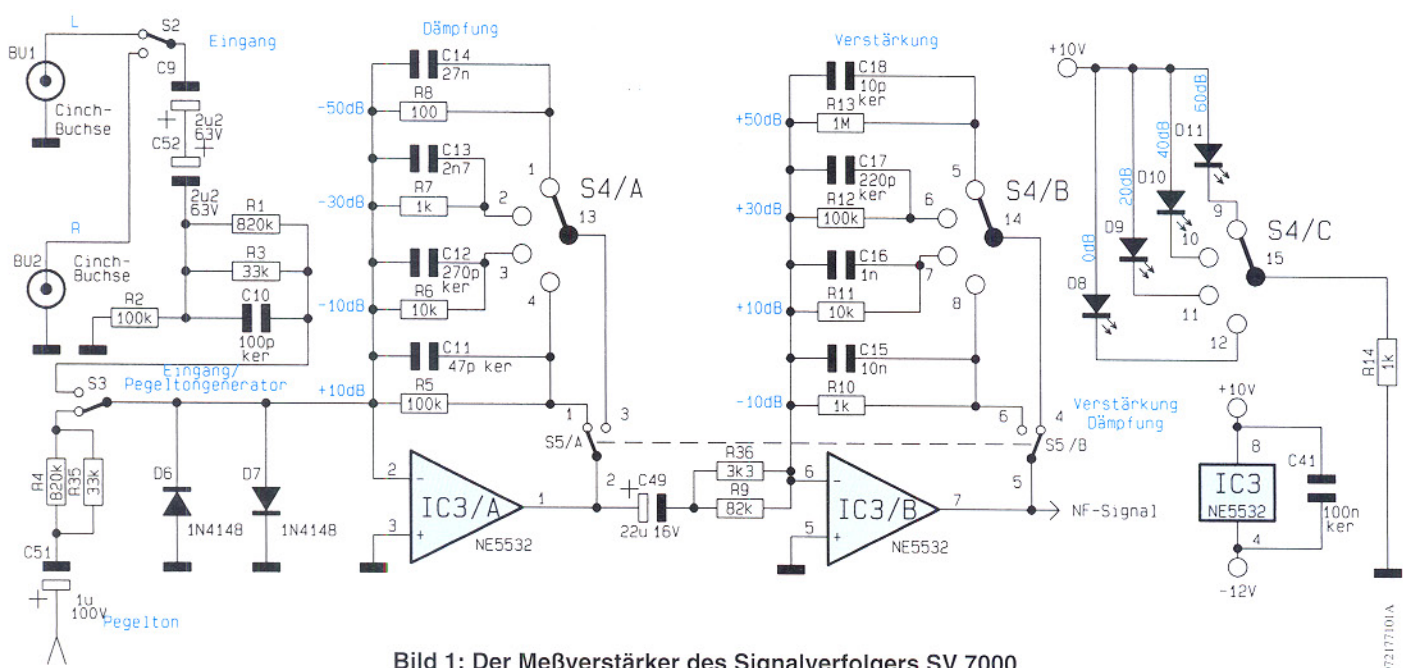 L
S2
Eingang
BU1
Cinch-
Buchse
C9
+
2u2
63V
C52
+
2u2
63V
R
BU2
Cinch-
Buchse
R1
820k
R3
33k
R2
100k
C10
100p
ker
S3
Eingang/
Pegeltongenerator
R4
820k
R35
33k
C51
+
1u
100V
Pegelton
D6
1N4148
D7
1N4148
Dämpfung
C14
27n
-50dB
R8
100
C13
2n7
-30dB
R7
1k
C12
270p
ker
-10dB
R6
10k
C11
47p ker
+10dB
R5
100k
1
2
3
4
13
S4/A
1
3
S5/A
2
2
-
3
+
IC3/A
1
NE5532
+
C49
22u 16V
R36
3k3
R9
82k
Verstärkung
C18
10p
ker
+50dB
R13
1M
C17
220p
ker
+30dB
R12
100k
C16
1n
+10dB
R11
10k
C15
10n
-10dB
R10
1k
5
6
7
8
14
S4/B
6
4
S5/B
5
Verstärkung
Dämpfung
6
-
5
+
IC3/B
7
NE5532
NF-Signal
+10V
0dB
20dB
40dB
60dB
D8
D9
D10
D11
9
10
11
12
15
S4/C
R14
1k
+10V
8
IC3
NE5532
4
-12V
C41
100n
ker
972177101A
Bild 1: Der Meßverstärker des Signalverfolgers SV 7000